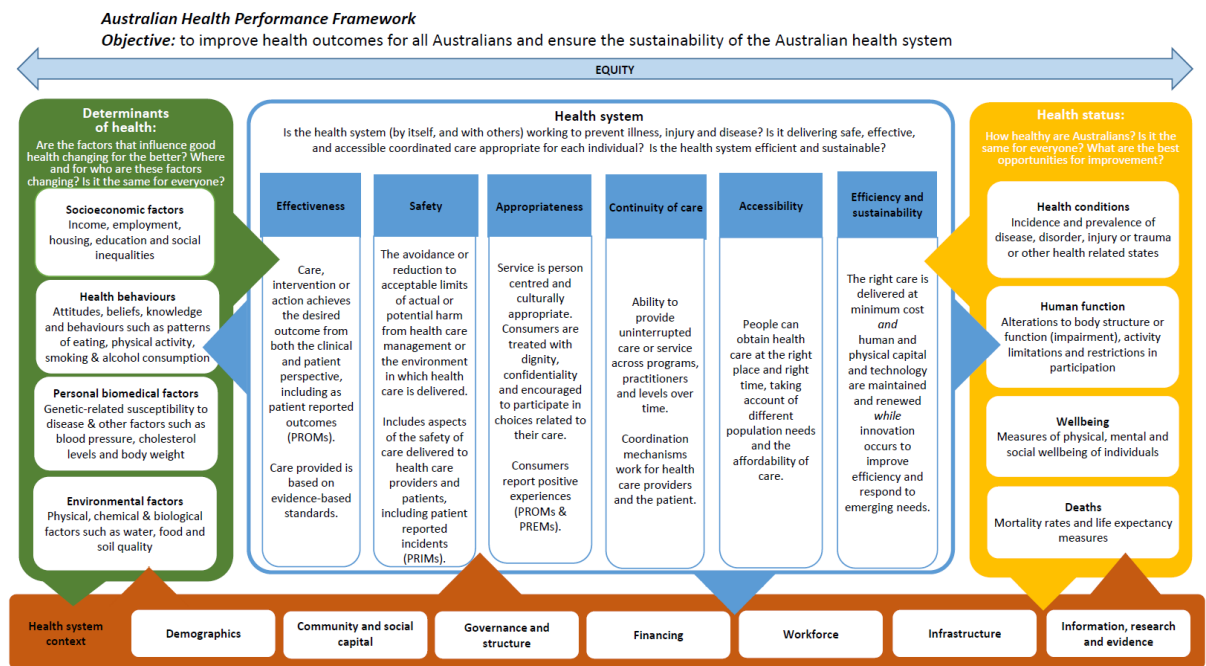 Australian Health Performance Framework
Objective: to improve health outcomes for all Australians and ensure the sustainability of the Australian health system
EQUITY
Determinants
of health:
Are the factors that influence good
health changing for the better? Where
and for who are these factors
changing? Is it the same for everyone?
Socioeconomic factors
Income, employment,
housing, education and social
inequalities
Health behaviours
Attitudes, beliefs, knowledge
and behaviours such as patterns
of eating, physical activity,
smoking & alcohol consumption
Personal biomedical factors
Genetic-related susceptibility to
disease & other factors such as
blood pressure, cholesterol
levels and body weight
Environmental factors
Physical, chemical & biological
factors such as water, food and
soil quality
Health system
Is the health system (by itself, and with others) working to prevent illness, injury and disease? Is it delivering safe, effective,
and accessible coordinated care appropriate for each individual? Is the health system efficient and sustainable?
Effectiveness
Care,
intervention or
action achieves
the desired
outcome from
both the clinical
and patient
perspective,
including as
patient reported
outcomes
(PROMs).
Care provided is
based on
evidence-based
standards.
Safety
The avoidance or
reduction to
acceptable limits
of actual or
potential harm
from health care
management or
the environment
in which health
care is delivered.
Includes aspects
of the safety of
care delivered to
health care
providers and
patients,
including patient
reported
incidents
(PRIMs).
Appropriateness
Service is person
centred and
culturally
appropriate.
Consumers are
treated with
dignity,
confidentiality
and encouraged
to participate in
choices related to
their care.
Consumers
report positive
experiences
(PROMs &
PREMs).
Continuity of care
Ability to
provide
uninterrupted
care or service
across programs,
practitioners
and levels over
time.
Coordination
mechanisms
work for health
care providers
and the patient.
Accessibility
People can
obtain health
care at the right
place and right
time, taking
account of
different
population needs
and the
affordability of
care.
Efficiency and
sustainability
The right care is
delivered at
minimum cost
and
human and
physical capital
and technology
are maintained
and renewed
while
innovation
occurs to
improve
efficiency and
respond to
emerging needs.
Health status:
How healthy are Australians? Is it the
same for everyone? What are the best
opportunities for improvement?
Health conditions
Incidence and prevalence of
disease, disorder, injury or trauma
or other health related states
Human function
Alterations to body structure or
function (impairment), activity
limitations and restrictions in
participation
Wellbeing
Measures of physical, mental and
social wellbeing of individuals
Deaths
Mortality rates and life expectancy
measures
Health system
context
Demographics
Community and social
capital
Governance and
structure
Financing
Workforce
Infrastructure
Information, research
and evidence